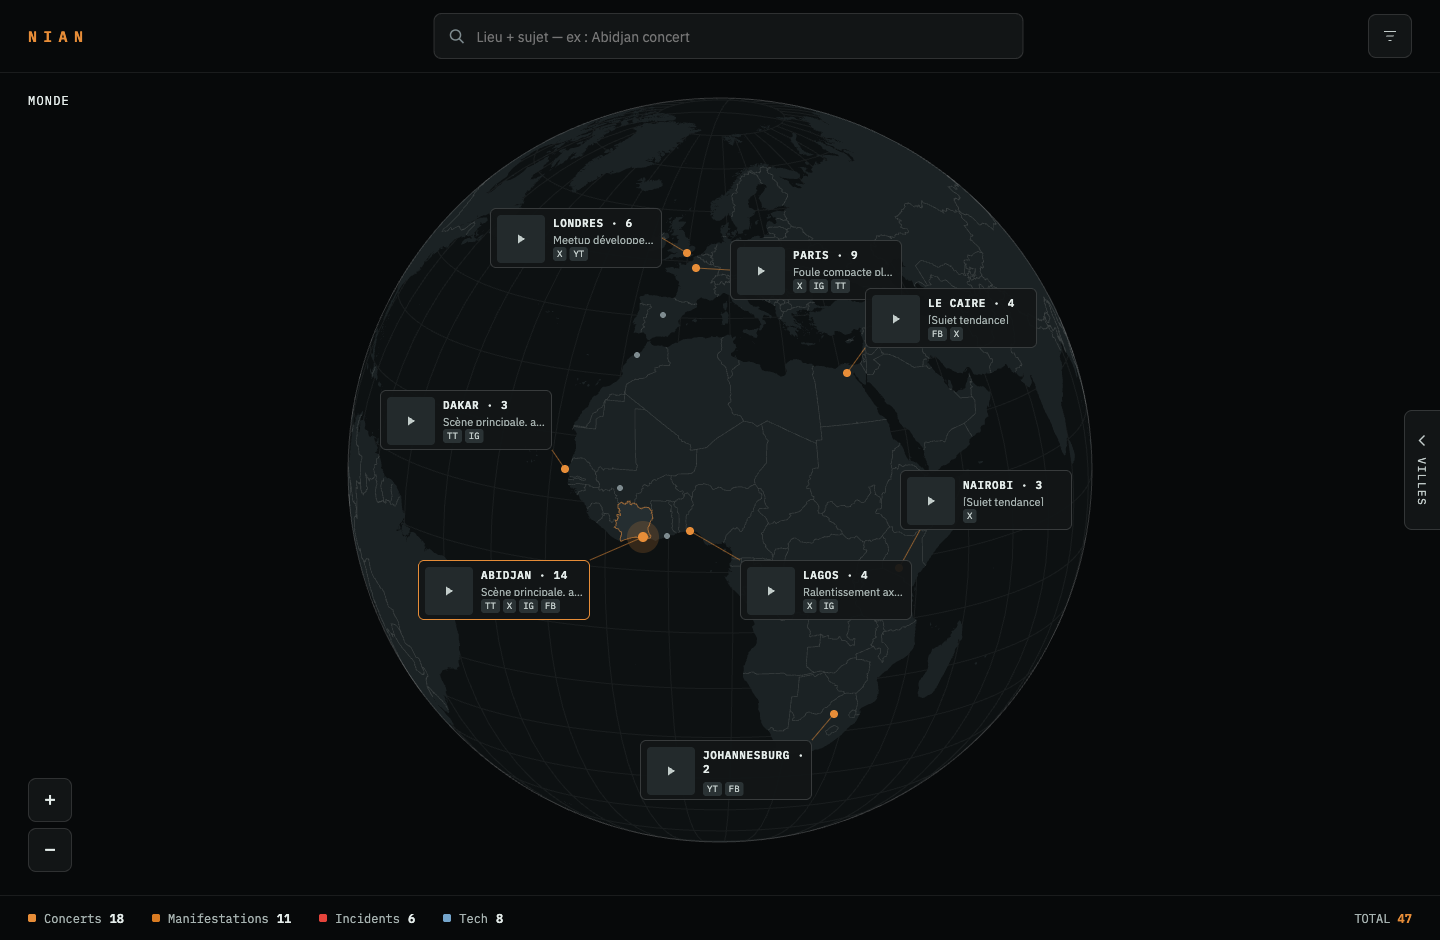 NIAN
Lieu + sujet — ex : Abidjan concert
MONDE
LONDRES · 6
Meetup développe...
X YT
PARIS · 9
Foule compacte pl...
X IG TT
LE CAIRE · 4
[Sujet tendance]
FB X
DAKAR · 3
Scène principale, a...
TT IG
NAIROBI · 3
[Sujet tendance]
X
VILLES
ABIDJAN · 14
Scène principale, a...
TT X IG FB
LAGOS · 4
Ralentissement ax...
X IG
JOHANNESBURG ·
2
YT FB
+
−
Concerts 18 Manifestations 11 Incidents 6 Tech 8 TOTAL 47